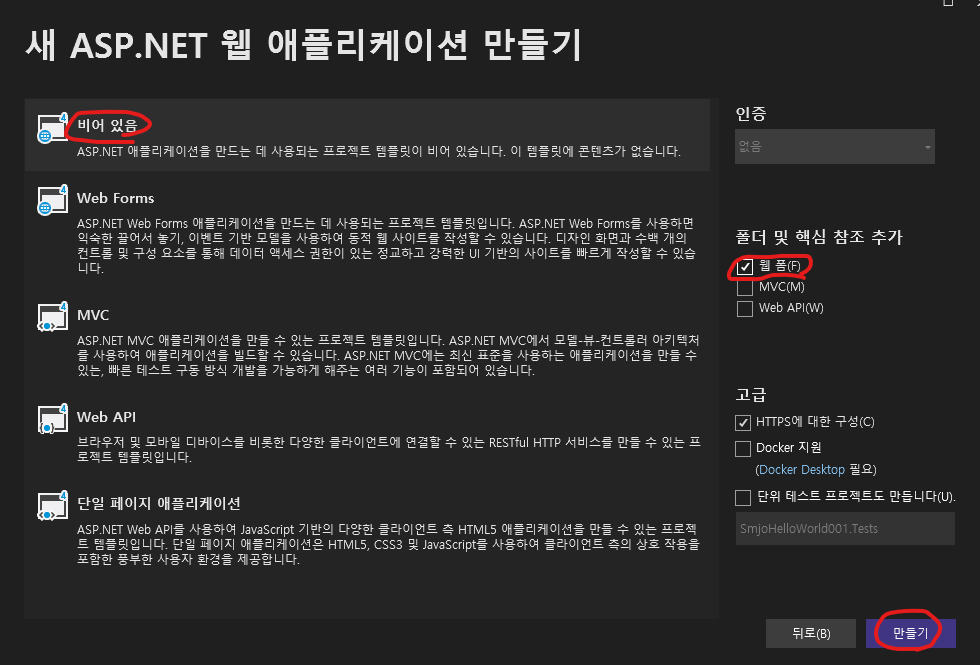 새 ASP.NET 웹 애플리케이션 만들기
비어 있음
ASP.NET 애플리케이션을 만드는 데 사용되는 프로젝트 템플릿이 비어 있습니다. 이 템플릿에 콘텐츠가 없습니다.
Web Forms
ASP.NET Web Forms 애플리케이션을 만드는 데 사용되는 프로젝트 템플릿입니다. ASP.NET Web Forms를 사용하면
익숙한 끌어서 놓기, 이벤트 기반 모델을 사용하여 동적 웹 사이트를 작성할 수 있습니다. 디자인 화면과 수백 개의
컨트롤 및 구성 요소를 통해 데이터 액세스 권한이 있는 정교하고 강력한 UI 기반의 사이트를 빠르게 작성할 수 있습
니다.
MVC
ASP.NET MVC 애플리케이션을 만들 수 있는 프로젝트 템플릿입니다. ASP.NET MVC에서 모델-뷰-컨트롤러 아키텍처
를 사용하여 애플리케이션을 빌드할 수 있습니다. ASP.NET MVC에는 최신 표준을 사용하는 애플리케이션을 만들 수
있는, 빠른 테스트 구동 방식 개발을 가능하게 해주는 여러 기능이 포함되어 있습니다.
Web API
브라우저 및 모바일 디바이스를 비롯한 다양한 클라이언트에 연결할 수 있는 RESTful HTTP 서비스를 만들 수 있는 프
로젝트 템플릿입니다.
단일 페이지 애플리케이션
ASP.NET Web API를 사용하여 JavaScript 기반의 다양한 클라이언트 측 HTML5 애플리케이션을 만들 수 있는 프로젝
트 템플릿입니다. 단일 페이지 애플리케이션은 HTML5, CSS3 및 JavaScript를 사용하여 클라이언트 측의 상호 작용을
포함한 풍부한 사용자 환경을 제공합니다.
인증
없음
폴더 및 핵심 참조 추가
웹 폼(F)
MVC(M)
Web API(W)
고급
HTTPS에 대한 구성(C)
Docker 지원
(Docker Desktop 필요)
단위 테스트 프로젝트도 만듭니다(U).
SmjoHelloWorld001.Tests
뒤로(B)
만들기